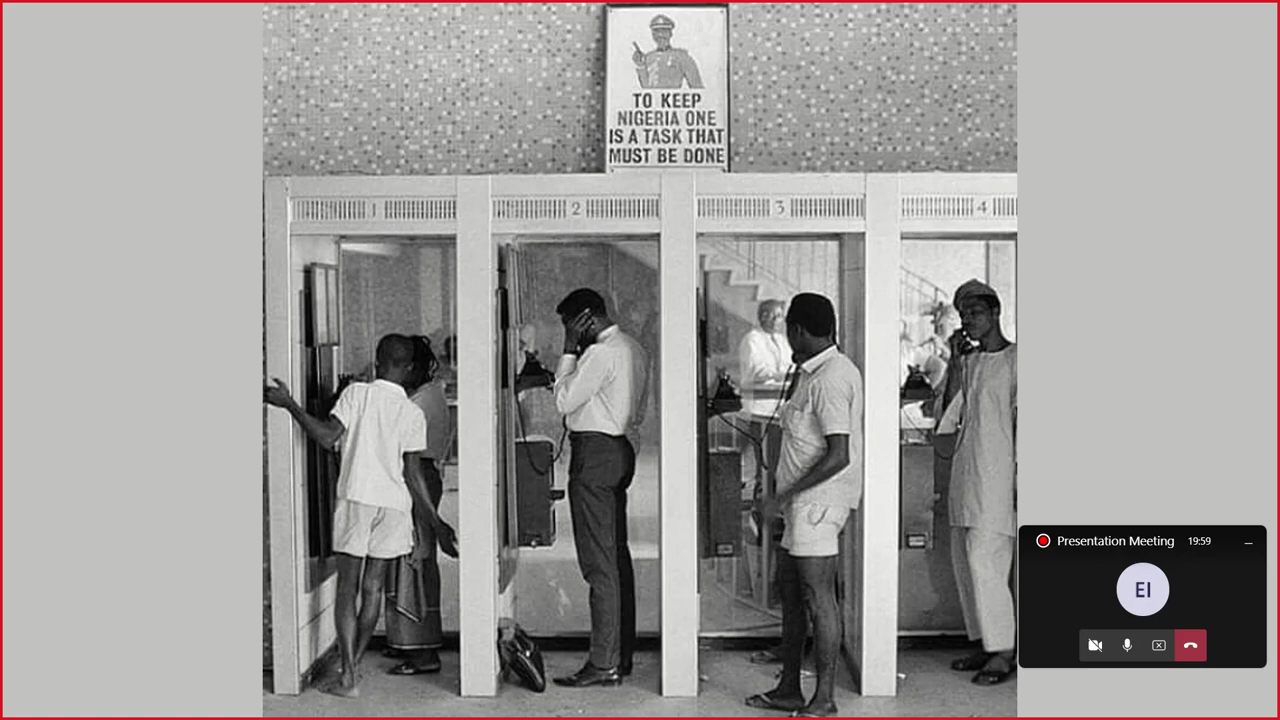 TO KEEP
NIGERIA ONE
IS A TASK THAT
MUST BE DONE
1 2 3 4
Presentation Meeting 19:59
EI